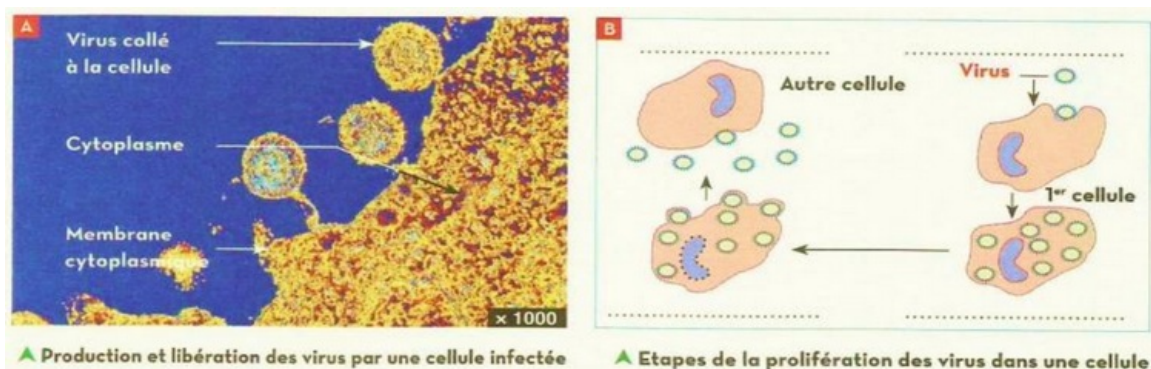 A
Virus collé
à la cellule
Cytoplasme
Membrane
cytoplasmique
x 1000
Production et libération des virus par une cellule infectée
B
Autre cellule
Virus
1er cellule
Etapes de la prolifération des virus dans une cellule